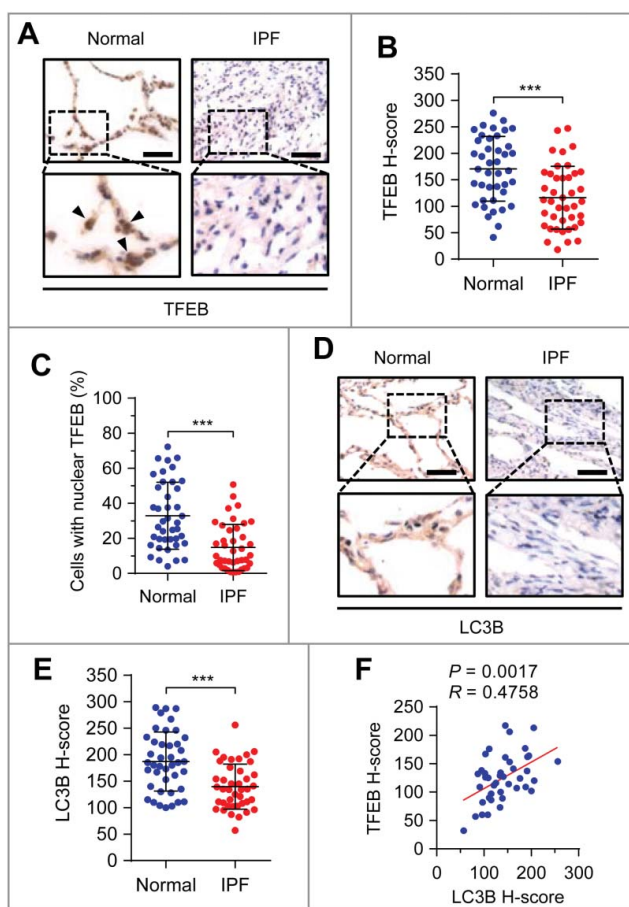 A
Normal
IPF
TFEB
B
***
TFEB H-score
350
300
250
200
150
100
50
0
Normal
IPF
C
Cells with nuclear TFEB (%)
***
100
80
60
40
20
0
Normal
IPF
D
Normal
IPF
LC3B
E
LC3B H-score
***
350
300
250
200
150
100
50
0
Normal
IPF
F
P = 0.0017
R = 0.4758
TFEB H-score
250
200
150
100
50
0
0
100
200
300
LC3B H-score